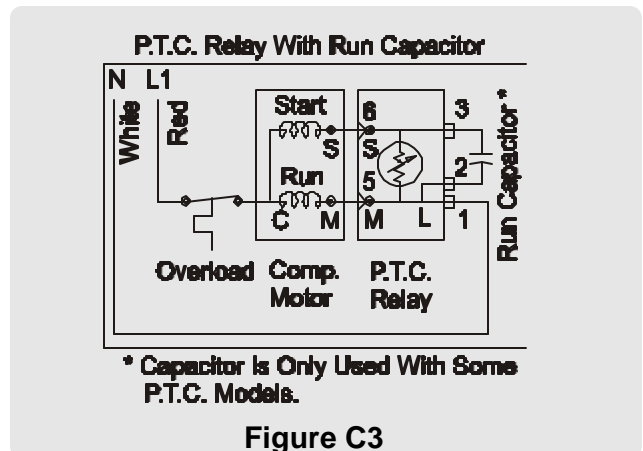 P.T.C. Relay With Run Capacitor
N L1
White
Red
Start
S
Run
C M
6
S
5
M L
3
2
1
Run Capacitor *
Overload
Comp.
Motor
P.T.C.
Relay
* Capacitor Is Only Used With Some
P.T.C. Models.
Figure C3